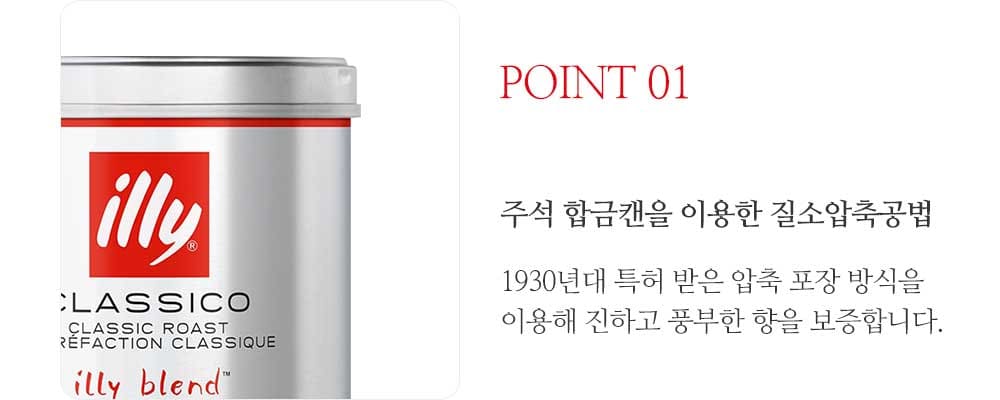 illy®
CLASSICO
CLASSIC ROAST
RÉFACTION CLASSIQUE
illy blend™
POINT 01
주석 합금캔을 이용한 질소압축공법
1930년대 특허 받은 압축 포장 방식을
이용해 진하고 풍부한 향을 보증합니다.